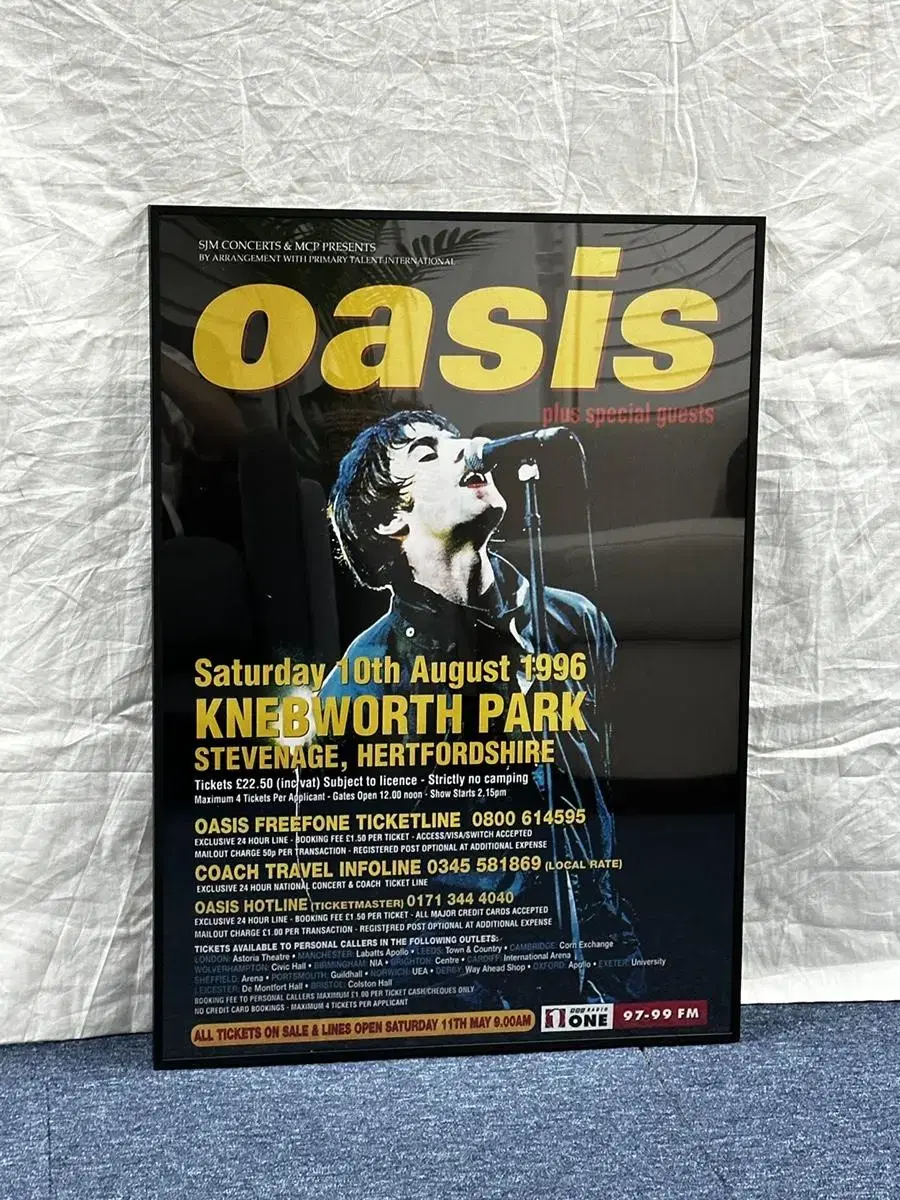 SJM CONCERTS & MCP PRESENTS
BY ARRANGEMENT WITH PRIMARY TALENT INTERNATIONAL
oasis
plus special guests
Saturday 10th August 1996
KNEBWORTH PARK
STEVENAGE, HERTFORDSHIRE
Tickets £22.50 (inc vat) Subject to licence - Strictly no camping
Maximum 4 Tickets Per Applicant - Gates Open 12.00 noon - Show Starts 2.15pm
OASIS FREEFONE TICKETLINE 0800 614595
EXCLUSIVE 24 HOUR LINE - BOOKING FEE £1.50 PER TICKET - ACCESS/VISA/SWITCH ACCEPTED
MAILOUT CHARGE 50p PER TRANSACTION - REGISTERED POST OPTIONAL AT ADDITIONAL EXPENSE
COACH TRAVEL INFOLINE 0345 581869 (LOCAL RATE)
EXCLUSIVE 24 HOUR NATIONAL CONCERT & COACH TICKET LINE
OASIS HOTLINE (TICKETMASTER) 0171 344 4040
EXCLUSIVE 24 HOUR LINE - BOOKING FEE £1.50 PER TICKET - ALL MAJOR CREDIT CARDS ACCEPTED
MAILOUT CHARGE £1.00 PER TRANSACTION - REGISTERED POST OPTIONAL AT ADDITIONAL EXPENSE
TICKETS AVAILABLE TO PERSONAL CALLERS IN THE FOLLOWING OUTLETS:-
LONDON: Astoria Theatre • MANCHESTER: Labatts Apollo • LEEDS: Town & Country • CAMBRIDGE: Corn Exchange
WOLVERHAMPTON: Civic Hall • BIRMINGHAM: NIA • BRIGHTON: Centre • CARDIFF: International Arena
SHEFFIELD: Arena • PORTSMOUTH: Guildhall • NORWICH: UEA • DERBY: Way Ahead Shop • OXFORD: Apollo • EXETER: University
LEICESTER: De Montfort Hall • BRISTOL: Colston Hall
BOOKING FEE TO PERSONAL CALLERS MAXIMUM £1.00 PER TICKET CASH/CHEQUES ONLY
NO CREDIT CARD BOOKINGS - MAXIMUM 4 TICKETS PER APPLICANT
ALL TICKETS ON SALE & LINES OPEN SATURDAY 11TH MAY 9.00AM
1 BBC RADIO ONE 97-99 FM